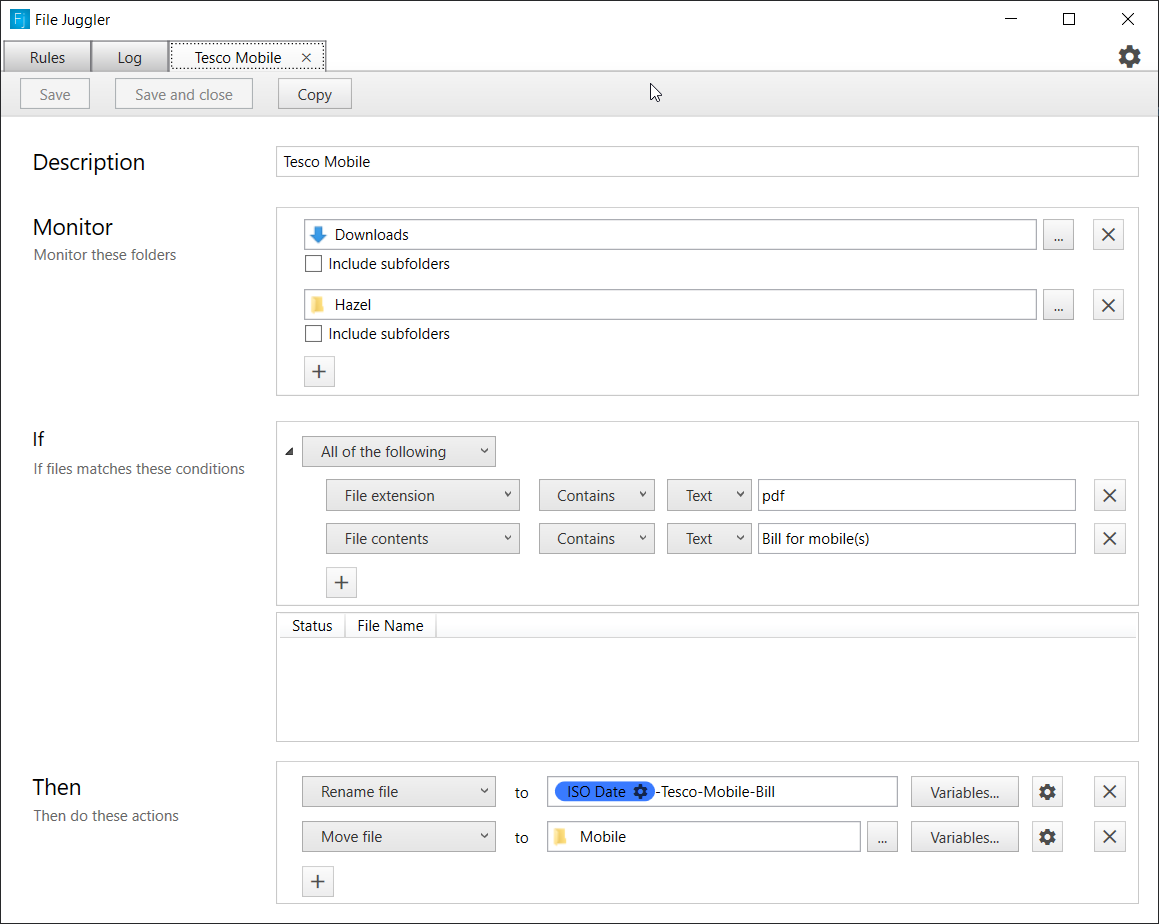 Fj File Juggler
Rules Log Tesco Mobile
Save Save and close Copy
Description Tesco Mobile
Monitor
Monitor these folders
Downloads ...
Include subfolders
Hazel ...
Include subfolders
If
If files matches these conditions
All of the following
File extension Contains Text pdf
File contents Contains Text Bill for mobile(s)
Status File Name
Then
Then do these actions
Rename file to ISO Date -Tesco-Mobile-Bill Variables...
Move file to Mobile ... Variables...